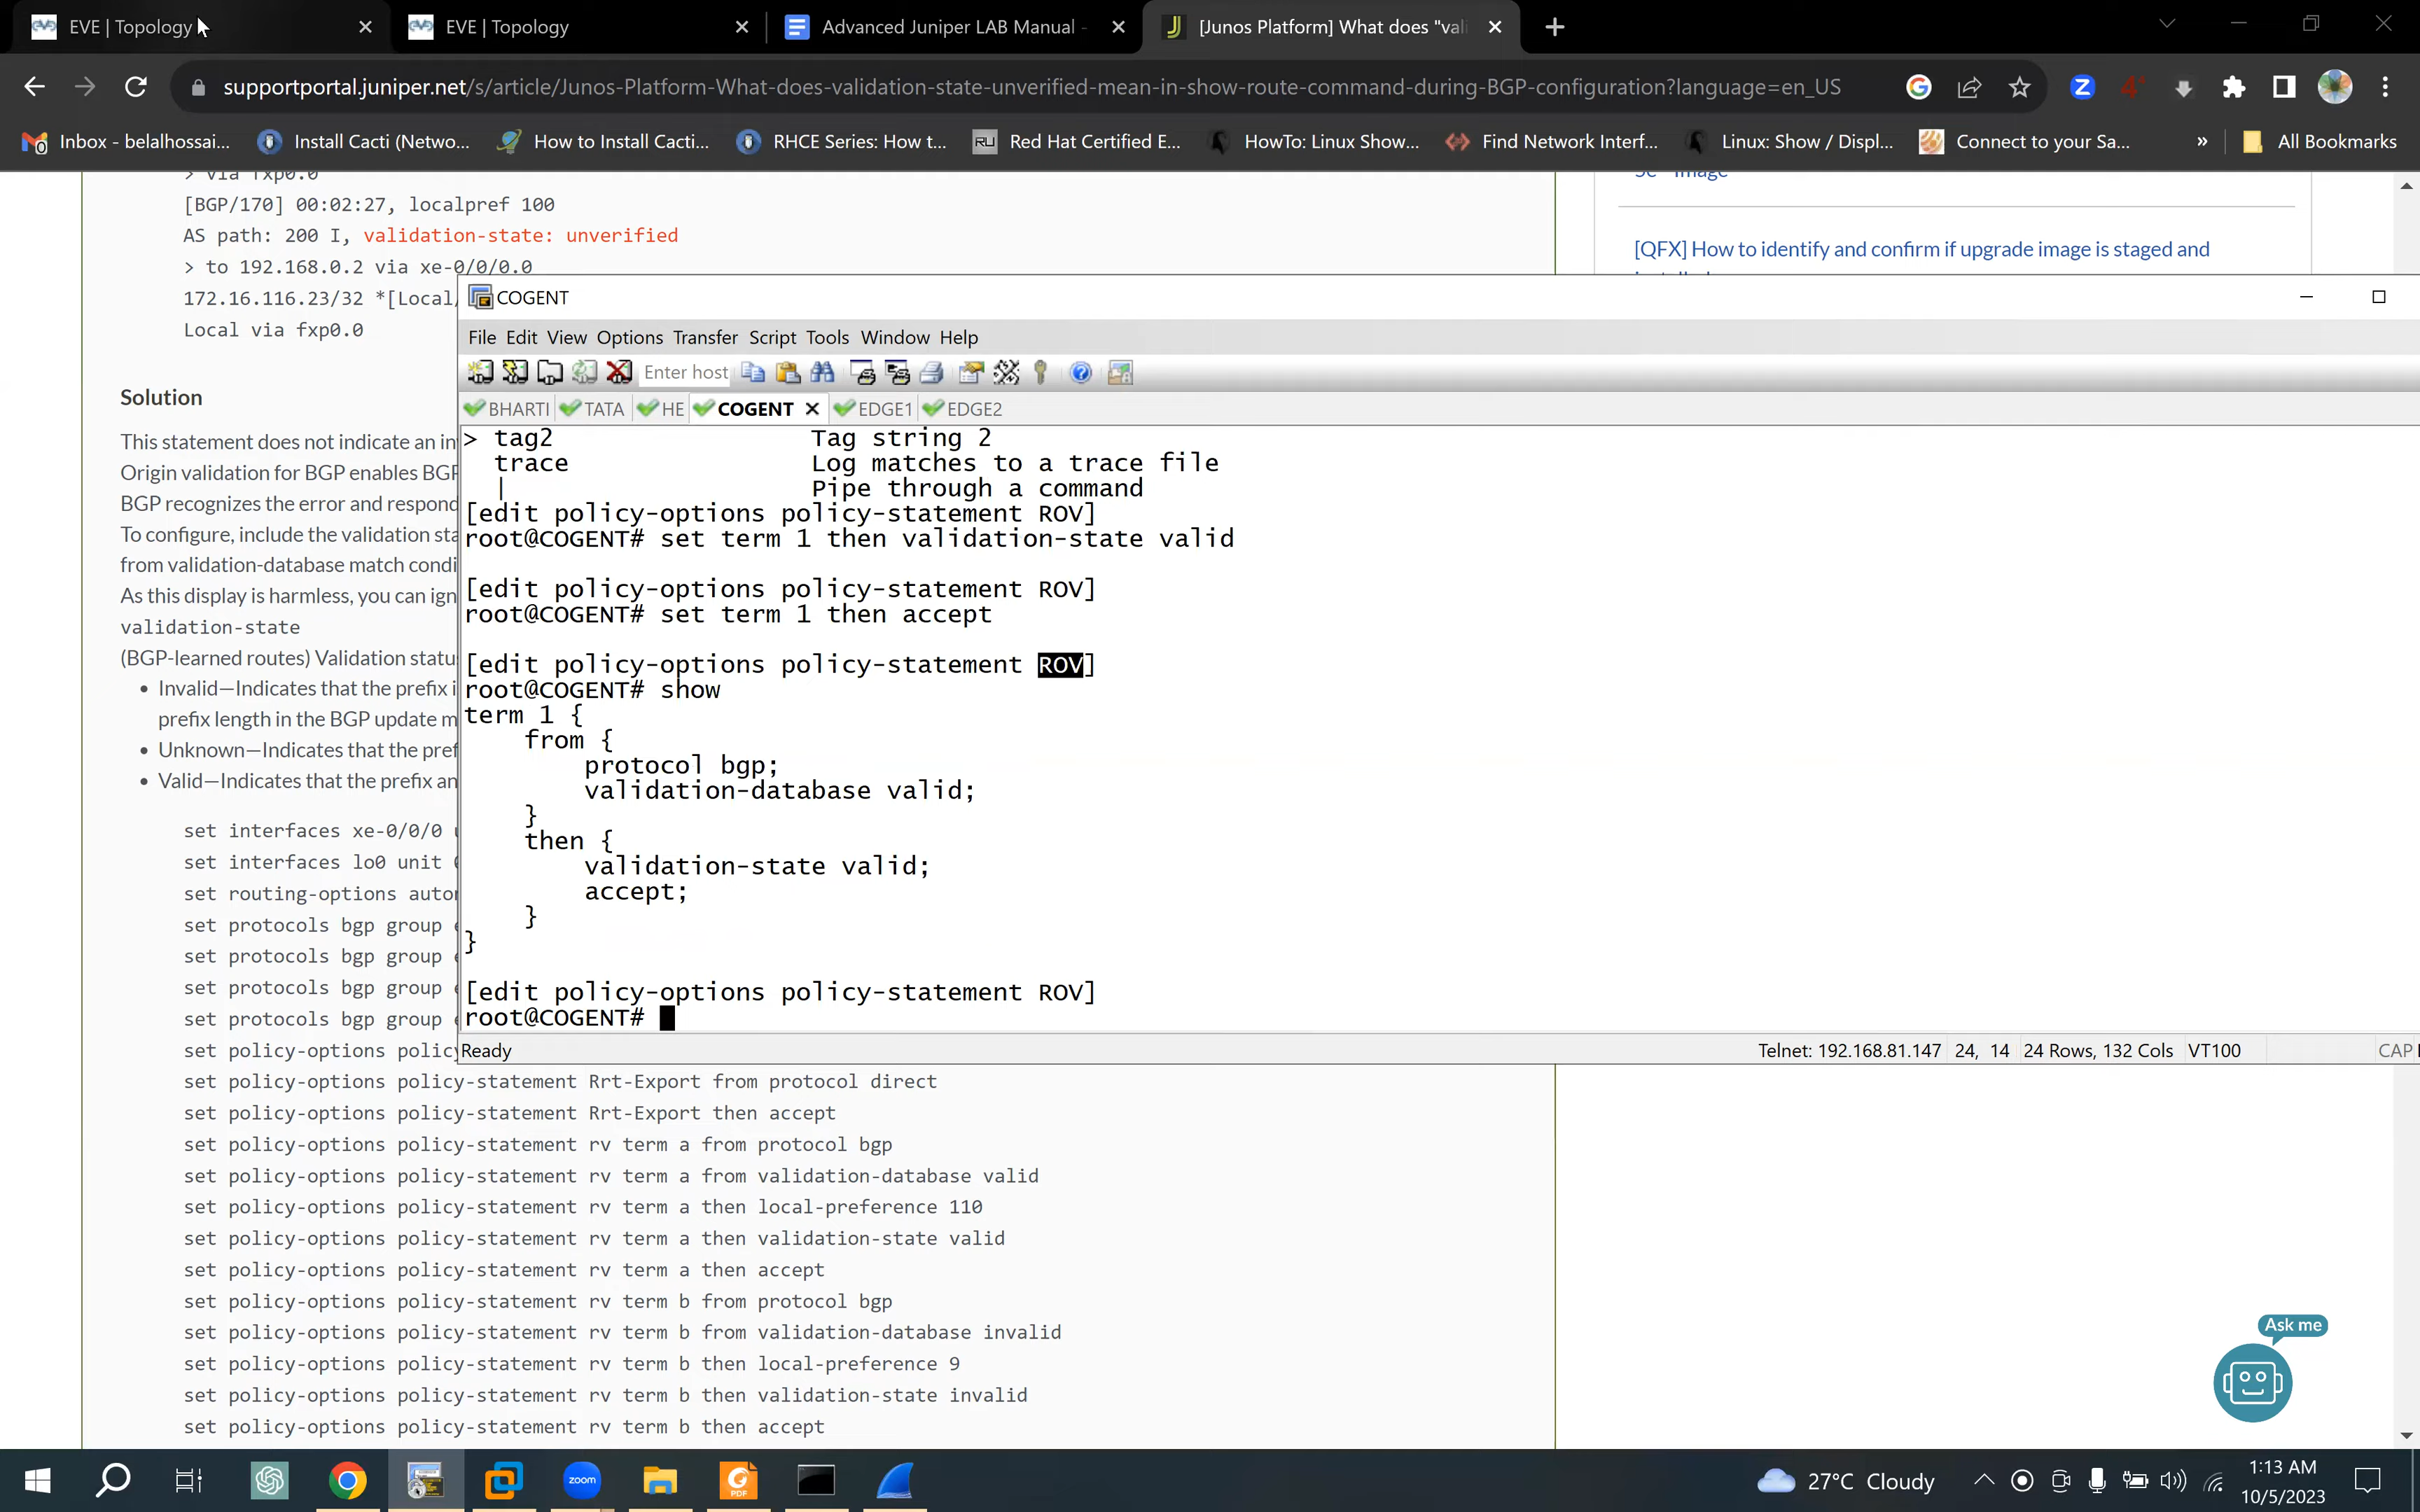 EVE | Topology
EVE | Topology
Advanced Juniper LAB Manual -
[Junos Platform] What does "vali
supportportal.juniper.net/s/article/Junos-Platform-What-does-validation-state-unverified-mean-in-show-route-command-during-BGP-configuration?language=en_US
Inbox - belalhossai...
Install Cacti (Netwo...
How to Install Cacti...
RHCE Series: How t...
Red Hat Certified E...
HowTo: Linux Show...
Find Network Interf...
Linux: Show / Displ...
Connect to your Sa...
»
All Bookmarks
> via fxp0.0
[BGP/170] 00:02:27, localpref 100
AS path: 200 I, validation-state: unverified
> to 192.168.0.2 via xe-0/0/0.0
172.16.116.23/32 *[Local/
Local via fxp0.0
Solution
This statement does not indicate an in
Origin validation for BGP enables BGP
BGP recognizes the error and respond
To configure, include the validation sta
from validation-database match condi
As this display is harmless, you can ign
validation-state
(BGP-learned routes) Validation statu
• Invalid—Indicates that the prefix i
prefix length in the BGP update m
• Unknown—Indicates that the pref
• Valid—Indicates that the prefix an
set interfaces xe-0/0/0 u
set interfaces lo0 unit 0
set routing-options auton
set protocols bgp group e
set protocols bgp group e
set protocols bgp group e
set protocols bgp group e
set policy-options policy
set policy-options policy-statement Rrt-Export from protocol direct
set policy-options policy-statement Rrt-Export then accept
set policy-options policy-statement rv term a from protocol bgp
set policy-options policy-statement rv term a from validation-database valid
set policy-options policy-statement rv term a then local-preference 110
set policy-options policy-statement rv term a then validation-state valid
set policy-options policy-statement rv term a then accept
set policy-options policy-statement rv term b from protocol bgp
set policy-options policy-statement rv term b from validation-database invalid
set policy-options policy-statement rv term b then local-preference 9
set policy-options policy-statement rv term b then validation-state invalid
set policy-options policy-statement rv term b then accept
Image
[QFX] How to identify and confirm if upgrade image is staged and
COGENT
File Edit View Options Transfer Script Tools Window Help
Enter host
BHARTI TATA HE COGENT EDGE1 EDGE2
> tag2 Tag string 2
trace Log matches to a trace file
| Pipe through a command
[edit policy-options policy-statement ROV]
root@COGENT# set term 1 then validation-state valid
[edit policy-options policy-statement ROV]
root@COGENT# set term 1 then accept
[edit policy-options policy-statement ROV]
root@COGENT# show
term 1 {
from {
protocol bgp;
validation-database valid;
}
then {
validation-state valid;
accept;
}
}
[edit policy-options policy-statement ROV]
root@COGENT#
Ready
Telnet: 192.168.81.147 24, 14 24 Rows, 132 Cols VT100 CAP
Ask me
zoom
PDF
27°C Cloudy
1:13 AM
10/5/2023